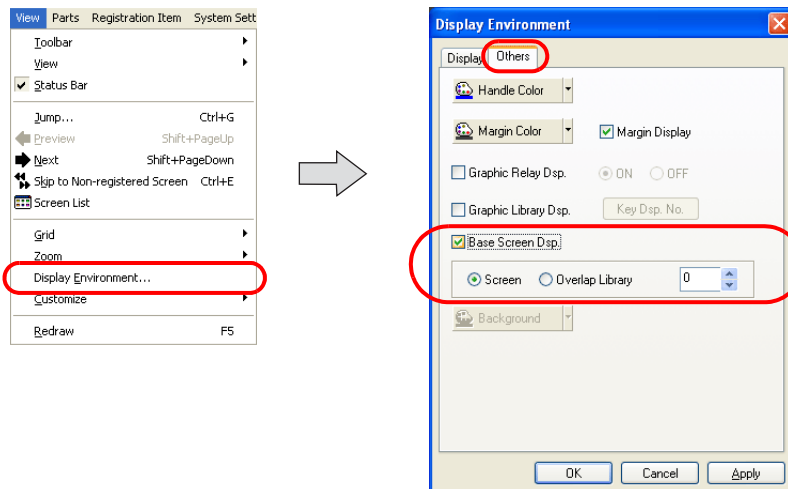 View Parts Registration Item System Sett
Toolbar
View
Status Bar
Jump... Ctrl+G
Preview Shift+PageUp
Next Shift+PageDown
Skip to Non-registered Screen Ctrl+E
Screen List
Grid
Zoom
Display Environment...
Customize
Redraw F5
Display Environment
Display Others
Handle Color
Margin Color Margin Display
Graphic Relay Dsp. ON OFF
Graphic Library Dsp. Key Dsp. No.
Base Screen Dsp.
Screen Overlap Library 0
Background
OK Cancel Apply